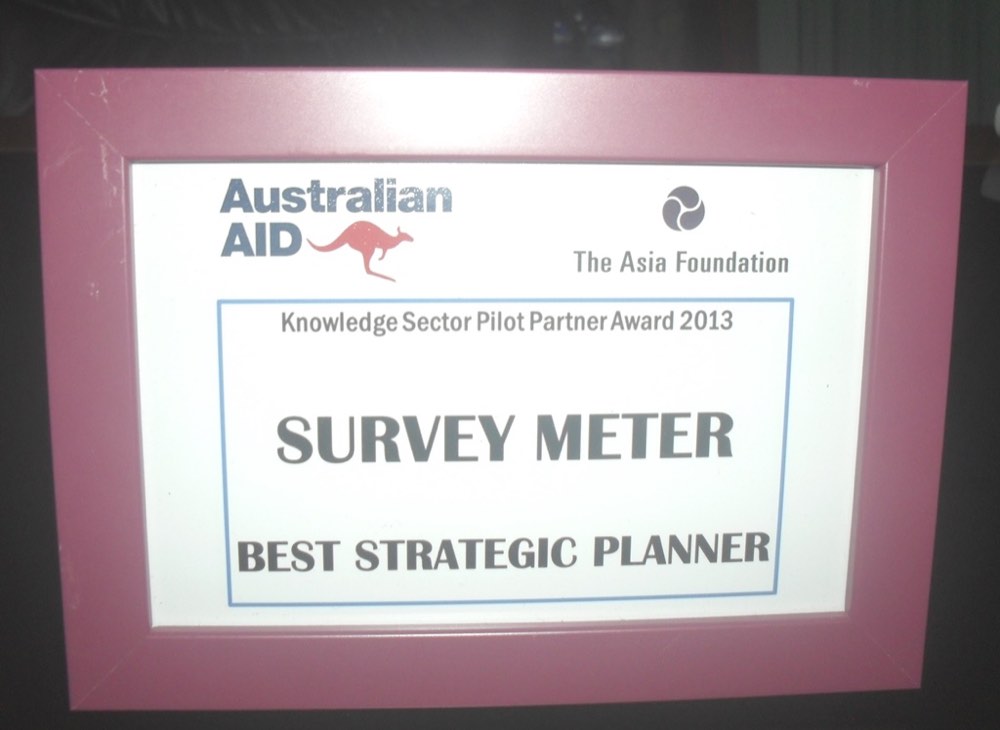 Australian
AID
The Asia Foundation
Knowledge Sector Pilot Partner Award 2013
SURVEY METER
BEST STRATEGIC PLANNER